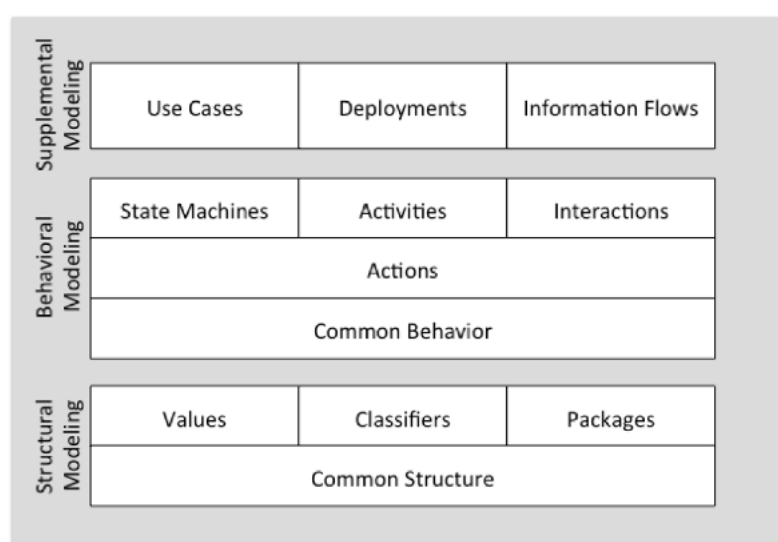 Supplemental
Modeling
Use Cases
Deployments
Information Flows
Behavioral
Modeling
State Machines
Activities
Interactions
Actions
Common Behavior
Structural
Modeling
Values
Classifiers
Packages
Common Structure